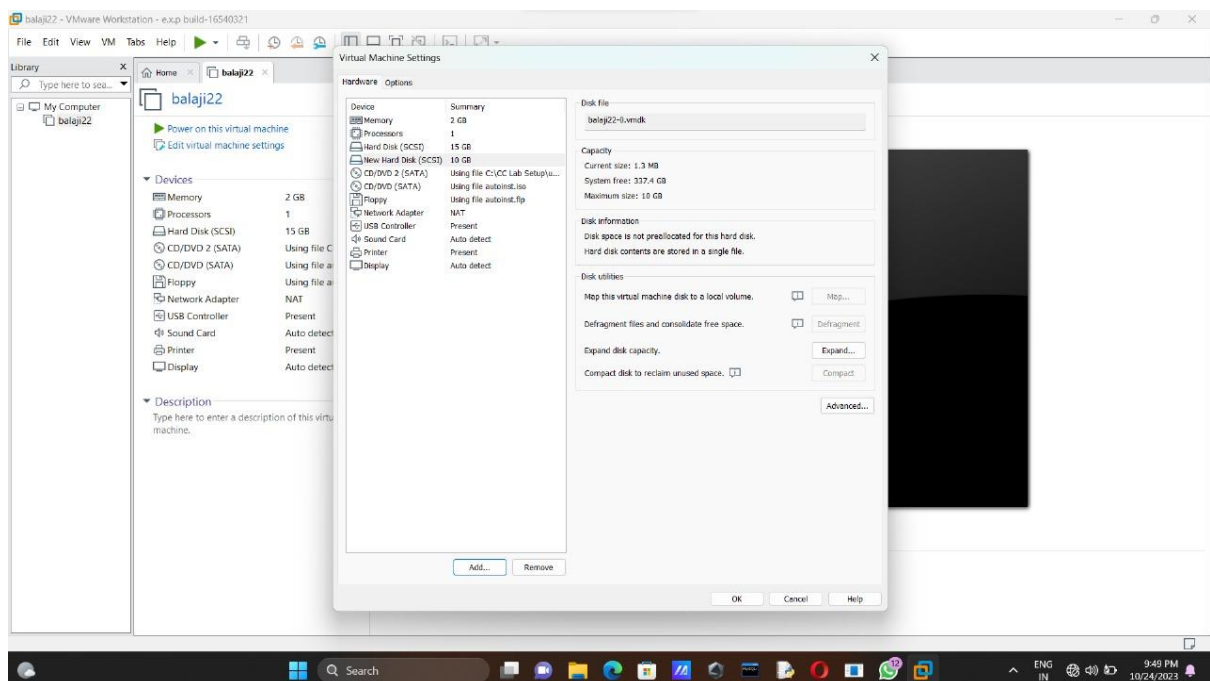 balaji22 - VMware Workstation - e.x.p build-16540321
File Edit View VM Tabs Help
Library X
Type here to sea...
My Computer
balaji22
Home
balaji22
balaji22
Power on this virtual machine
Edit virtual machine settings
Devices
Memory 2 GB
Processors 1
Hard Disk (SCSI) 15 GB
CD/DVD 2 (SATA) Using file C
CD/DVD (SATA) Using file a
Floppy Using file a
Network Adapter NAT
USB Controller Present
Sound Card Auto detect
Printer Present
Display Auto detect
Description
Type here to enter a description of this virtu
machine.
Virtual Machine Settings
Hardware Options
Device Summary
Memory 2 GB
Processors 1
Hard Disk (SCSI) 15 GB
New Hard Disk (SCSI) 10 GB
CD/DVD 2 (SATA) Using file C:\CC Lab Setup\u...
CD/DVD (SATA) Using file autoinst.iso
Floppy Using file autoinst.flp
Network Adapter NAT
USB Controller Present
Sound Card Auto detect
Printer Present
Display Auto detect
Add... Remove
Disk file
balaji22-0.vmdk
Capacity
Current size: 1.3 MB
System free: 337.4 GB
Maximum size: 10 GB
Disk information
Disk space is not preallocated for this hard disk.
Hard disk contents are stored in a single file.
Disk utilities
Map this virtual machine disk to a local volume. Map...
Defragment files and consolidate free space. Defragment
Expand disk capacity. Expand...
Compact disk to reclaim unused space. Compact
Advanced...
OK Cancel Help
Search
12
ENG
IN
9:49 PM
10/24/2023